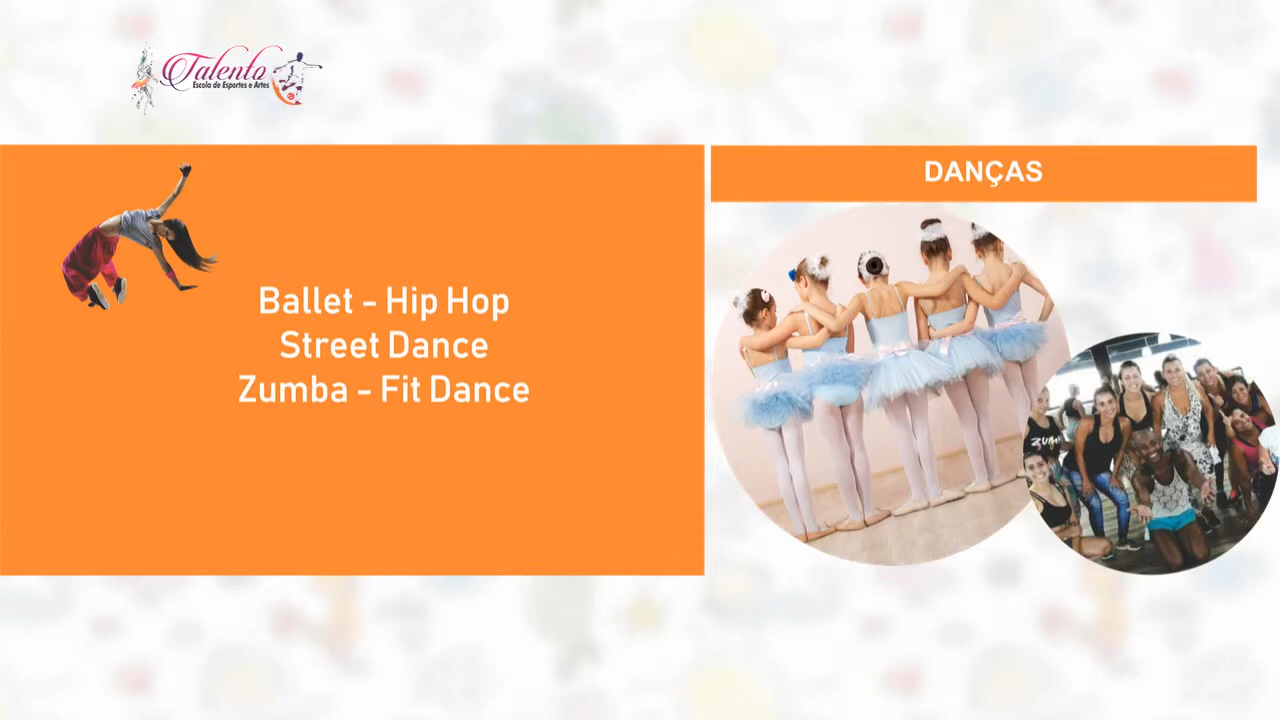 Talento
Escola de Esportes e Artes
DANÇAS
Ballet - Hip Hop
Street Dance
Zumba - Fit Dance